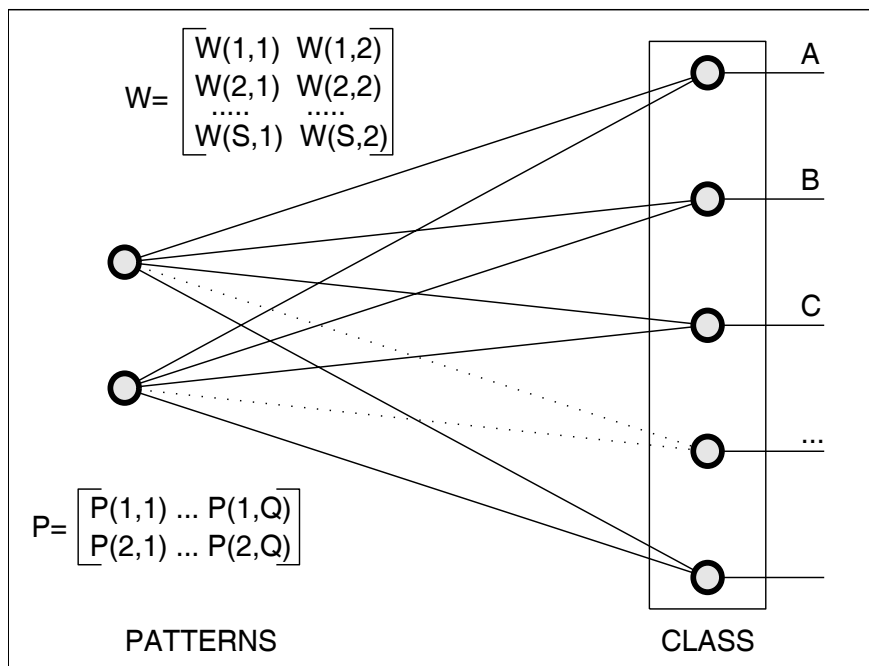 W(1,1) W(1,2)
W= W(2,1) W(2,2)
..... .....
W(S,1) W(S,2)
A
B
C
...
P= P(1,1) ... P(1,Q)
P(2,1) ... P(2,Q)
PATTERNS CLASS